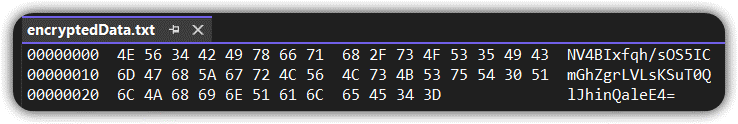 encryptedData.txt
00000000 4E 56 34 42 49 78 66 71 68 2F 73 4F 53 35 49 43 NV4BIxfqh/sOS5IC
00000010 6D 47 68 5A 67 72 4C 56 4C 73 4B 53 75 54 30 51 mGhZgrLVLsKSuT0Q
00000020 6C 4A 68 69 6E 51 61 6C 65 45 34 3D lJhinQaleE4=